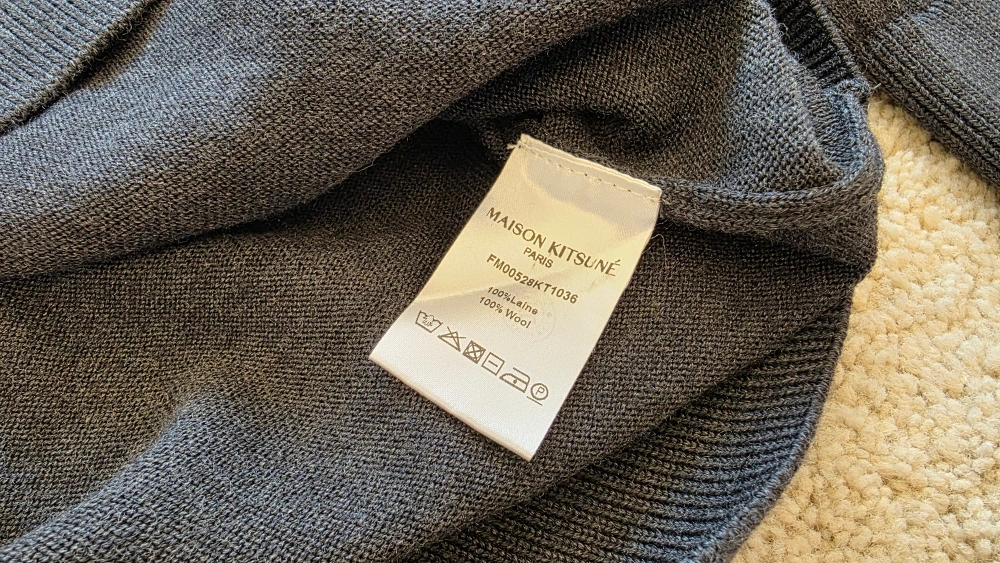 MAISON KITSUNÉ
PARIS
FM00528KT1036
100%Laine
100% Wool
P